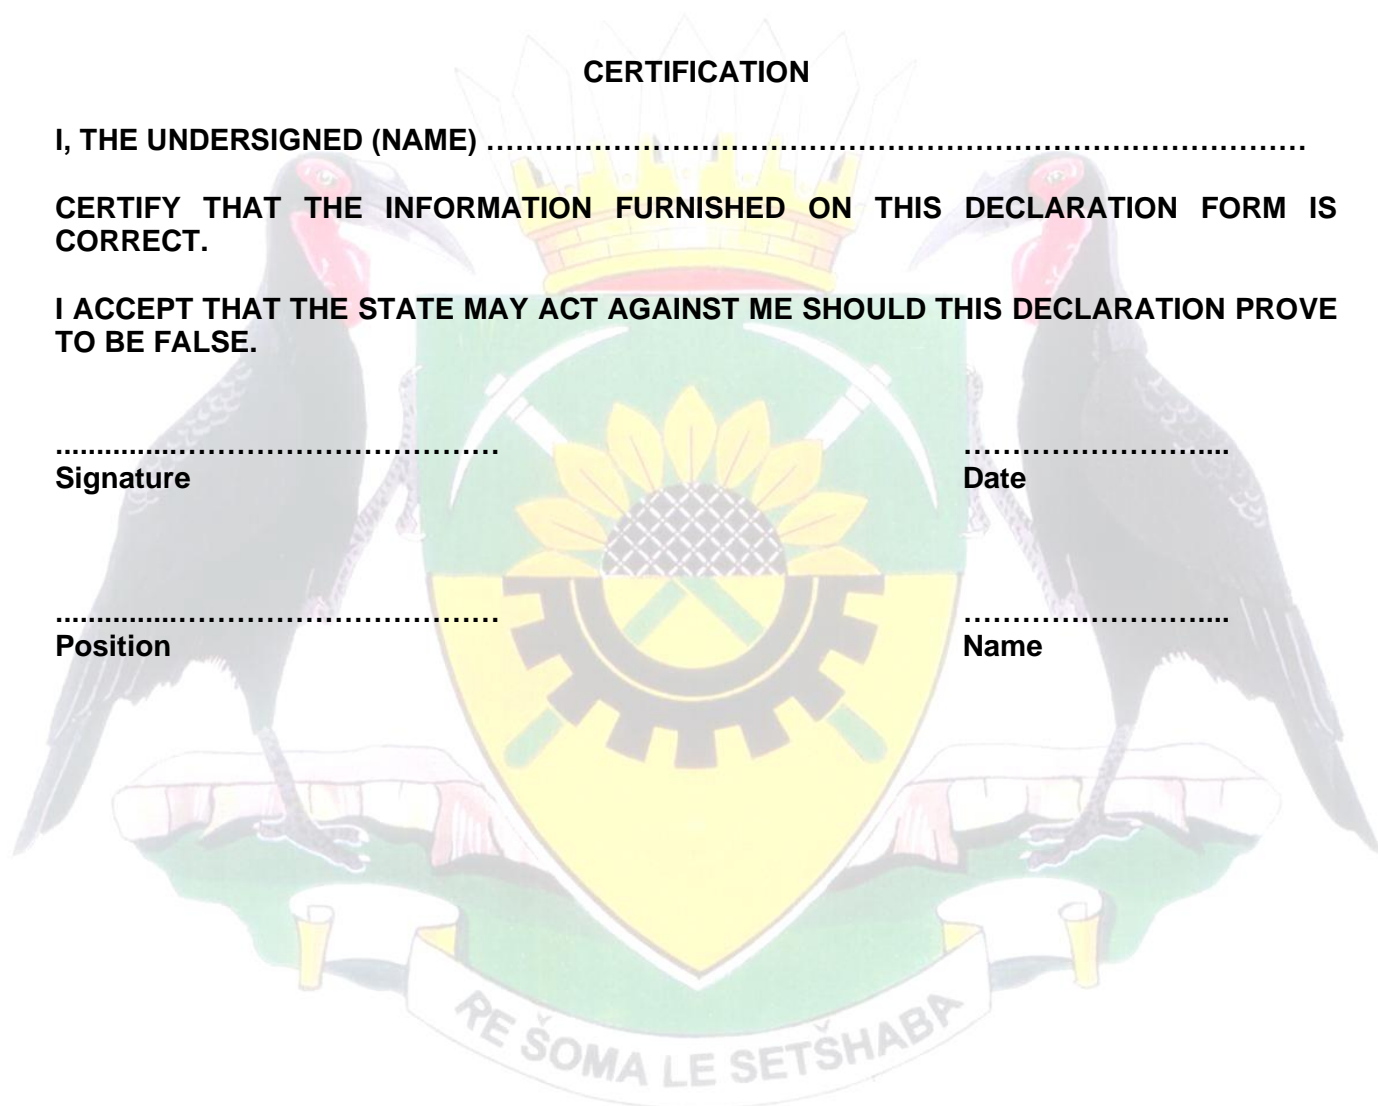 CERTIFICATION
I, THE UNDERSIGNED (NAME) ……………………………………………………………………………
CERTIFY THAT THE INFORMATION FURNISHED ON THIS DECLARATION FORM IS
CORRECT.
I ACCEPT THAT THE STATE MAY ACT AGAINST ME SHOULD THIS DECLARATION PROVE
TO BE FALSE.
...............…………………………… ……………………....
Signature Date
...............…………………………… ……………………....
Position Name
RE ŠOMA LE SETŠHABA